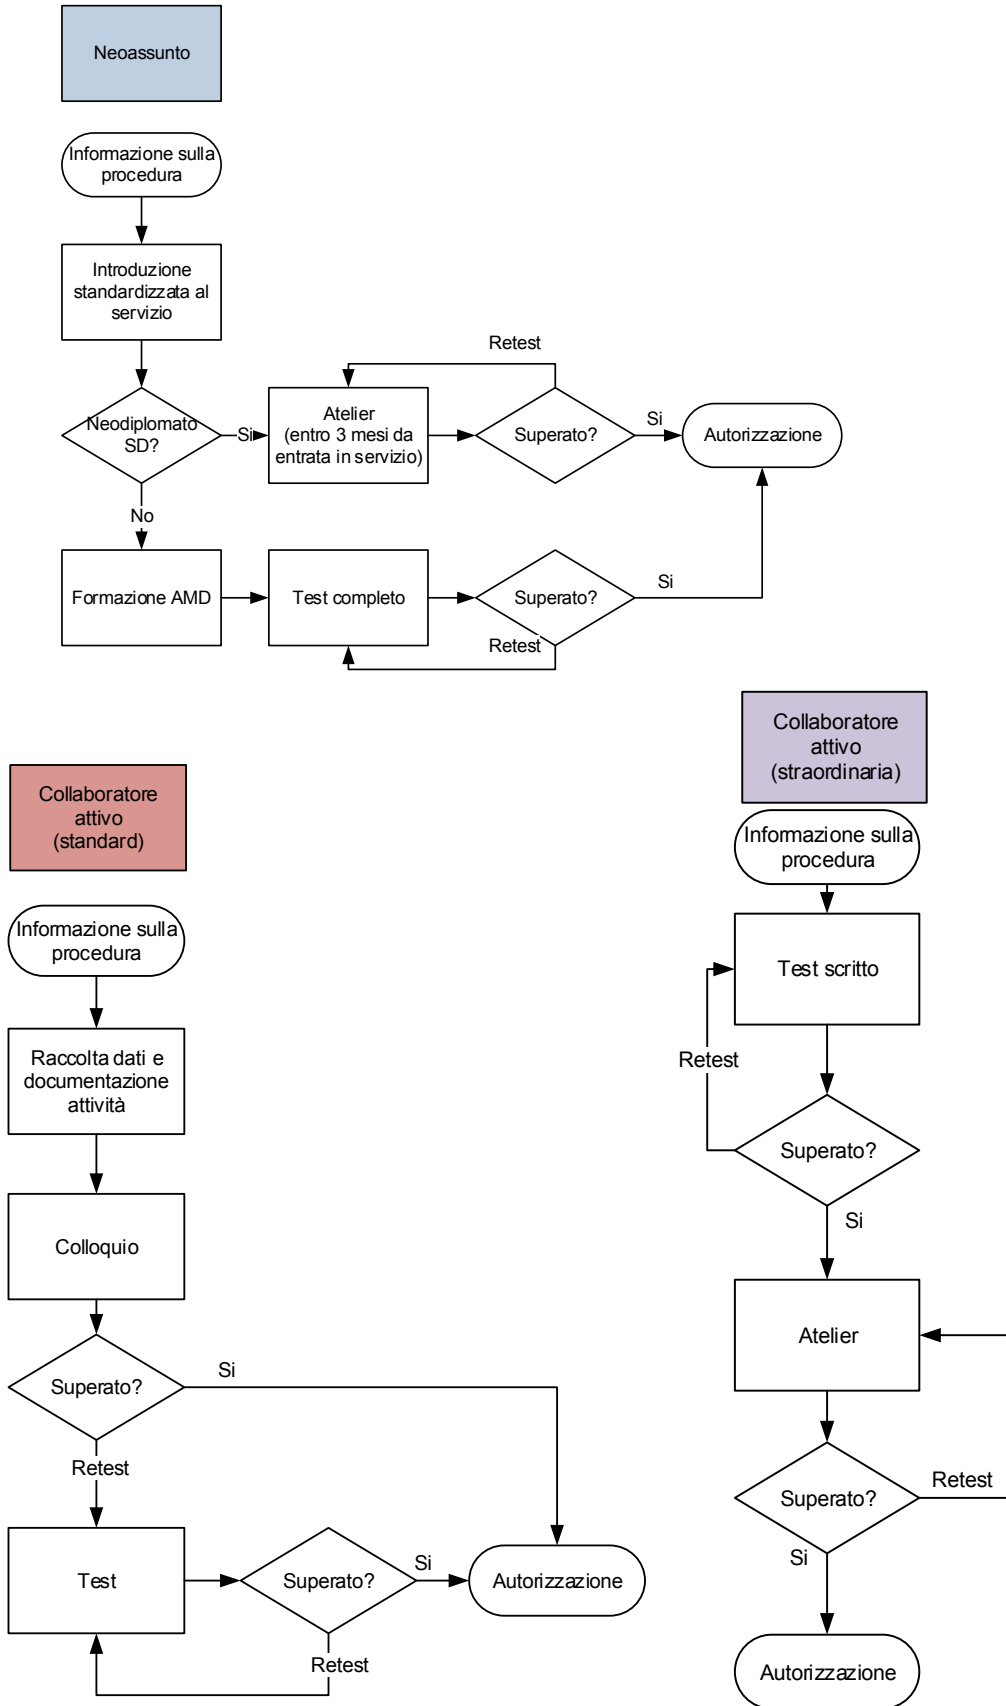 Neoassunto
Informazione sulla
procedura
Introduzione
standardizzata al
servizio
Retest
Neodiplomato
SD?
Si
Atelier
(entro 3 mesi da
entrata in servizio)
Superato?
Si
Autorizzazione
No
Formazione AMD
Test completo
Superato?
Si
Retest
Collaboratore
attivo
(standard)
Informazione sulla
procedura
Raccolta dati e
documentazione
attività
Colloquio
Superato?
Si
Retest
Test
Superato?
Si
Autorizzazione
Retest
Collaboratore
attivo
(straordinaria)
Informazione sulla
procedura
Test scritto
Retest
Superato?
Si
Atelier
Superato?
Retest
Si
Autorizzazione